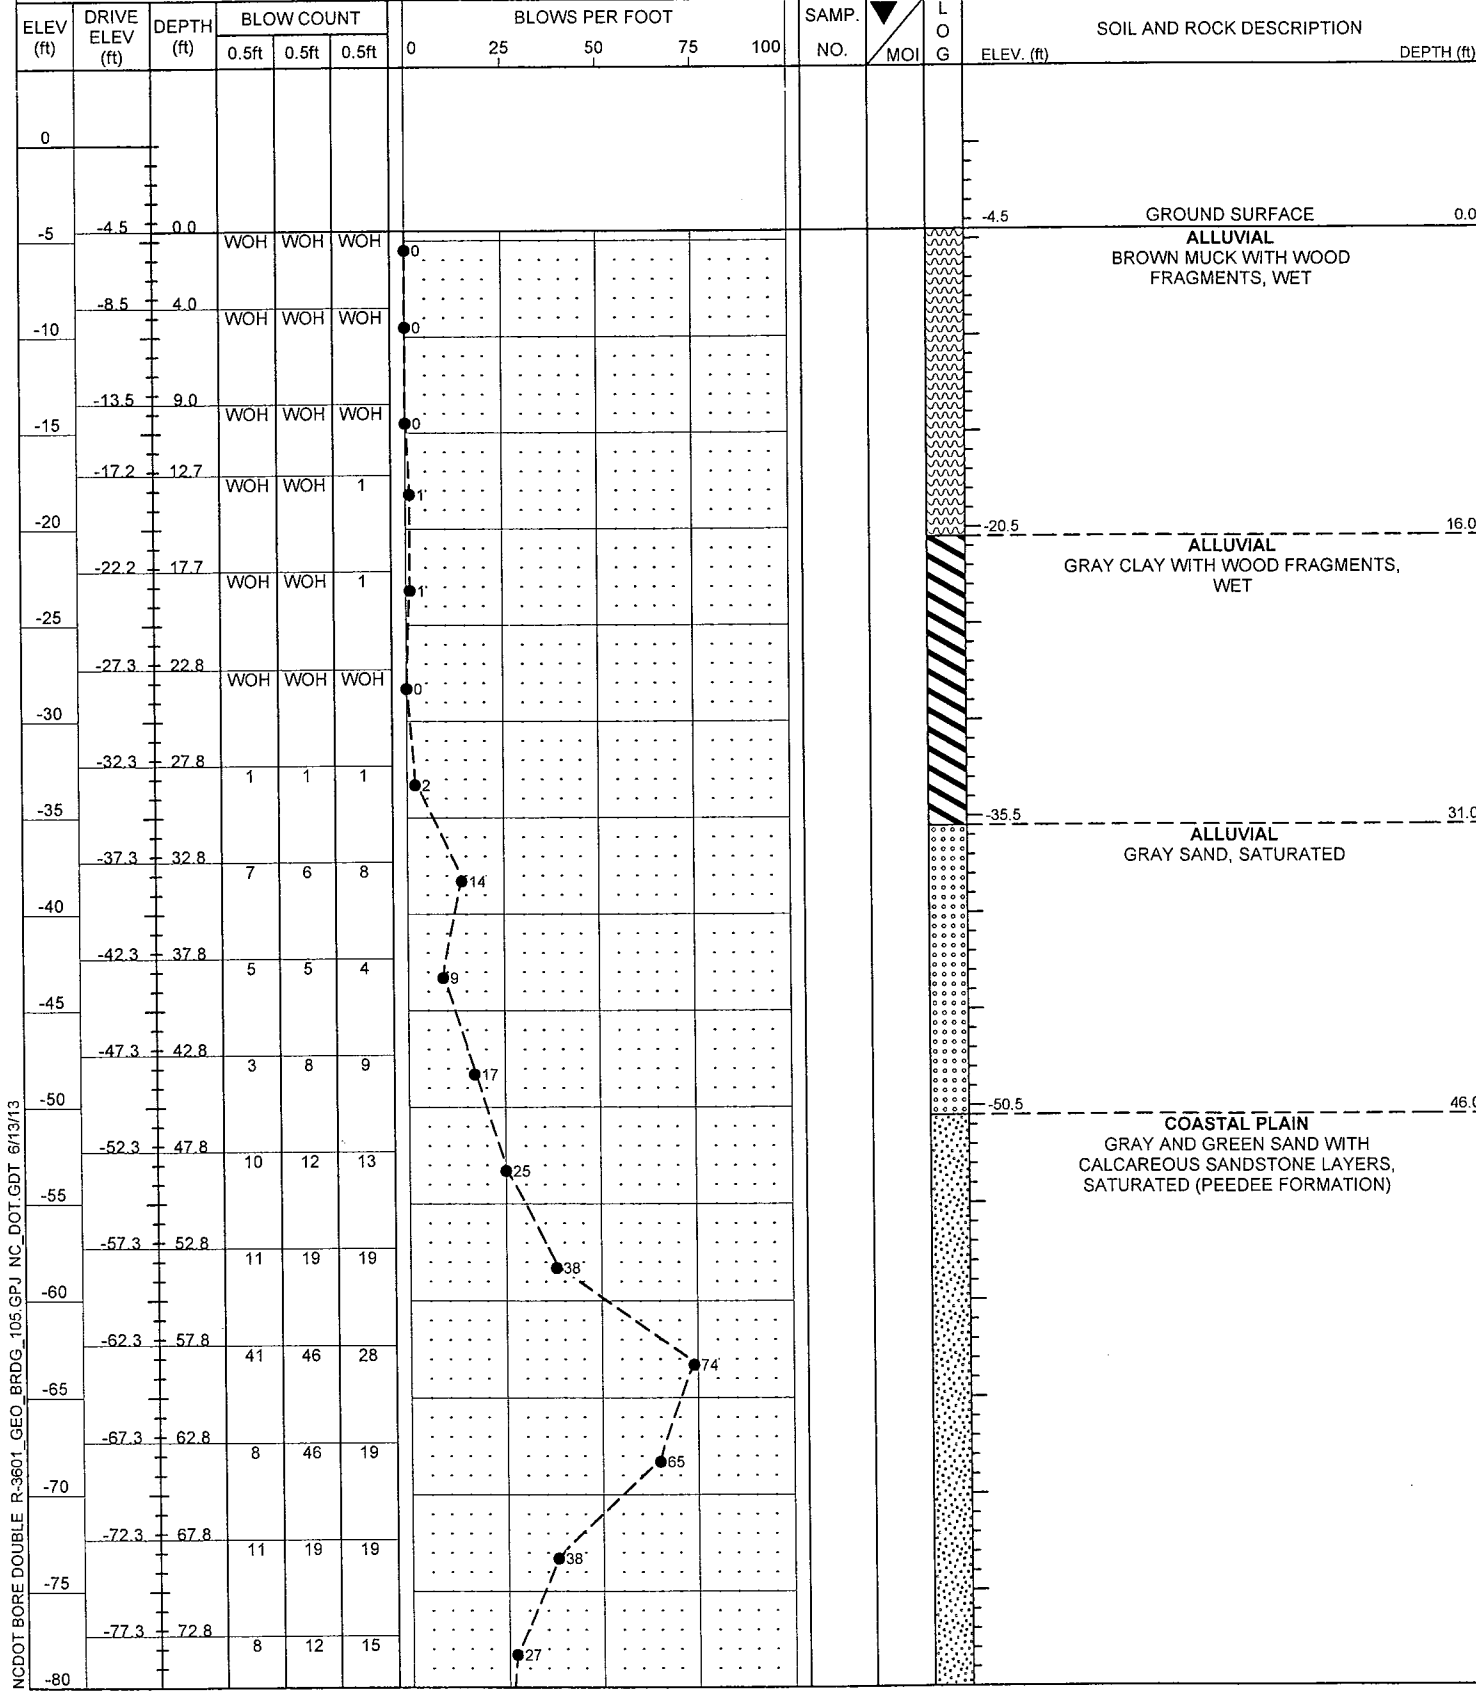 ELEV (ft) DRIVE ELEV (ft) DEPTH (ft) BLOW COUNT BLOWS PER FOOT SAMP. NO. MOI L O G SOIL AND ROCK DESCRIPTION
0.5ft 0.5ft 0.5ft 0 25 50 75 100 ELEV. (ft) DEPTH (ft)
0
-4.5 GROUND SURFACE 0.0
-5 -4.5 0.0 WOH WOH WOH 0
ALLUVIAL
BROWN MUCK WITH WOOD
FRAGMENTS, WET
-8.5 4.0 WOH WOH WOH 0
-10
-13.5 9.0 WOH WOH WOH 0
-15
-17.2 12.7 WOH WOH 1 1
-20
-20.5 16.0
ALLUVIAL
GRAY CLAY WITH WOOD FRAGMENTS,
WET
-22.2 17.7 WOH WOH 1 1
-25
-27.3 22.8 WOH WOH WOH 0
-30
-32.3 27.8 1 1 1 2
-35
-35.5 31.0
ALLUVIAL
GRAY SAND, SATURATED
-37.3 32.8 7 6 8 14
-40
-42.3 37.8 5 5 4 9
-45
-47.3 42.8 3 8 9 17
-50
-50.5 46.0
COASTAL PLAIN
GRAY AND GREEN SAND WITH
CALCAREOUS SANDSTONE LAYERS,
SATURATED (PEEDEE FORMATION)
-52.3 47.8 10 12 13 25
-55
-57.3 52.8 11 19 19 38
-60
-62.3 57.8 41 46 28 74
-65
-67.3 62.8 8 46 19 65
-70
-72.3 67.8 11 19 19 38
-75
-77.3 72.8 8 12 15 27
-80
NCDOT BORE DOUBLE R-3601_GEO_BRDG_105.GPJ NC_DOT.GDT 6/13/13